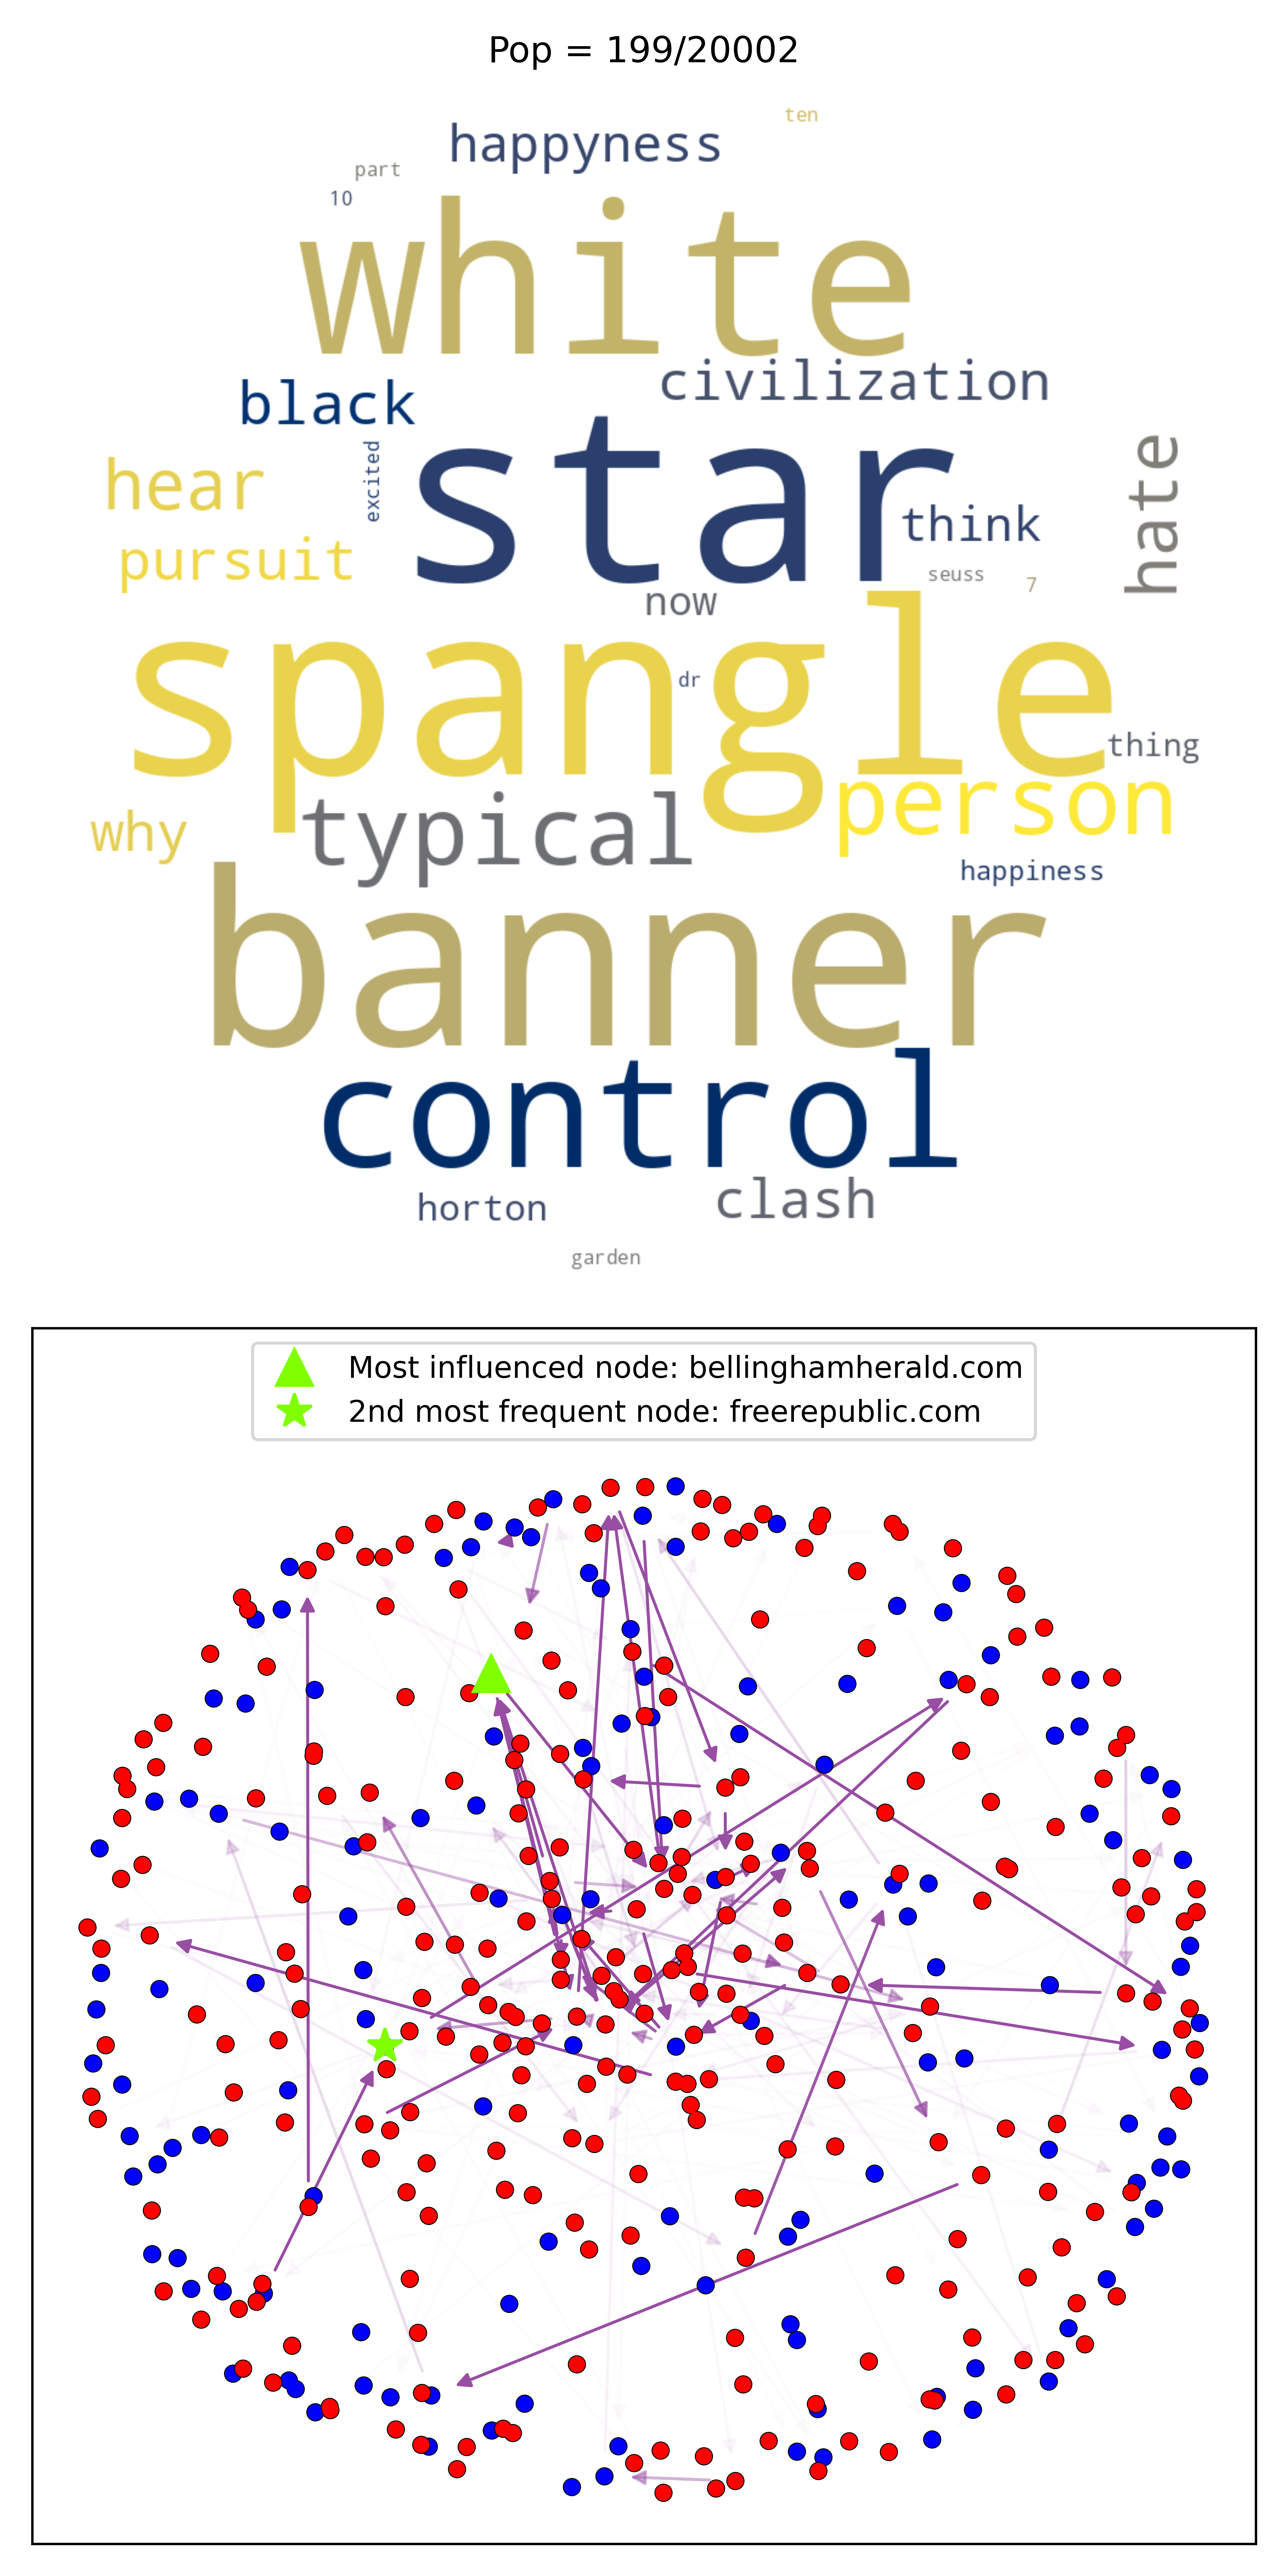 Pop = 199/20002
ten
happyness
part
10
white
civilization
black
star
hate
hear
excited
think
pursuit
seuss
7
now
spangle
dr
thing
person
typical
why
happiness
banner
control
clash
horton
garden
Most influenced node: bellinghamherald.com
2nd most frequent node: freerepublic.com